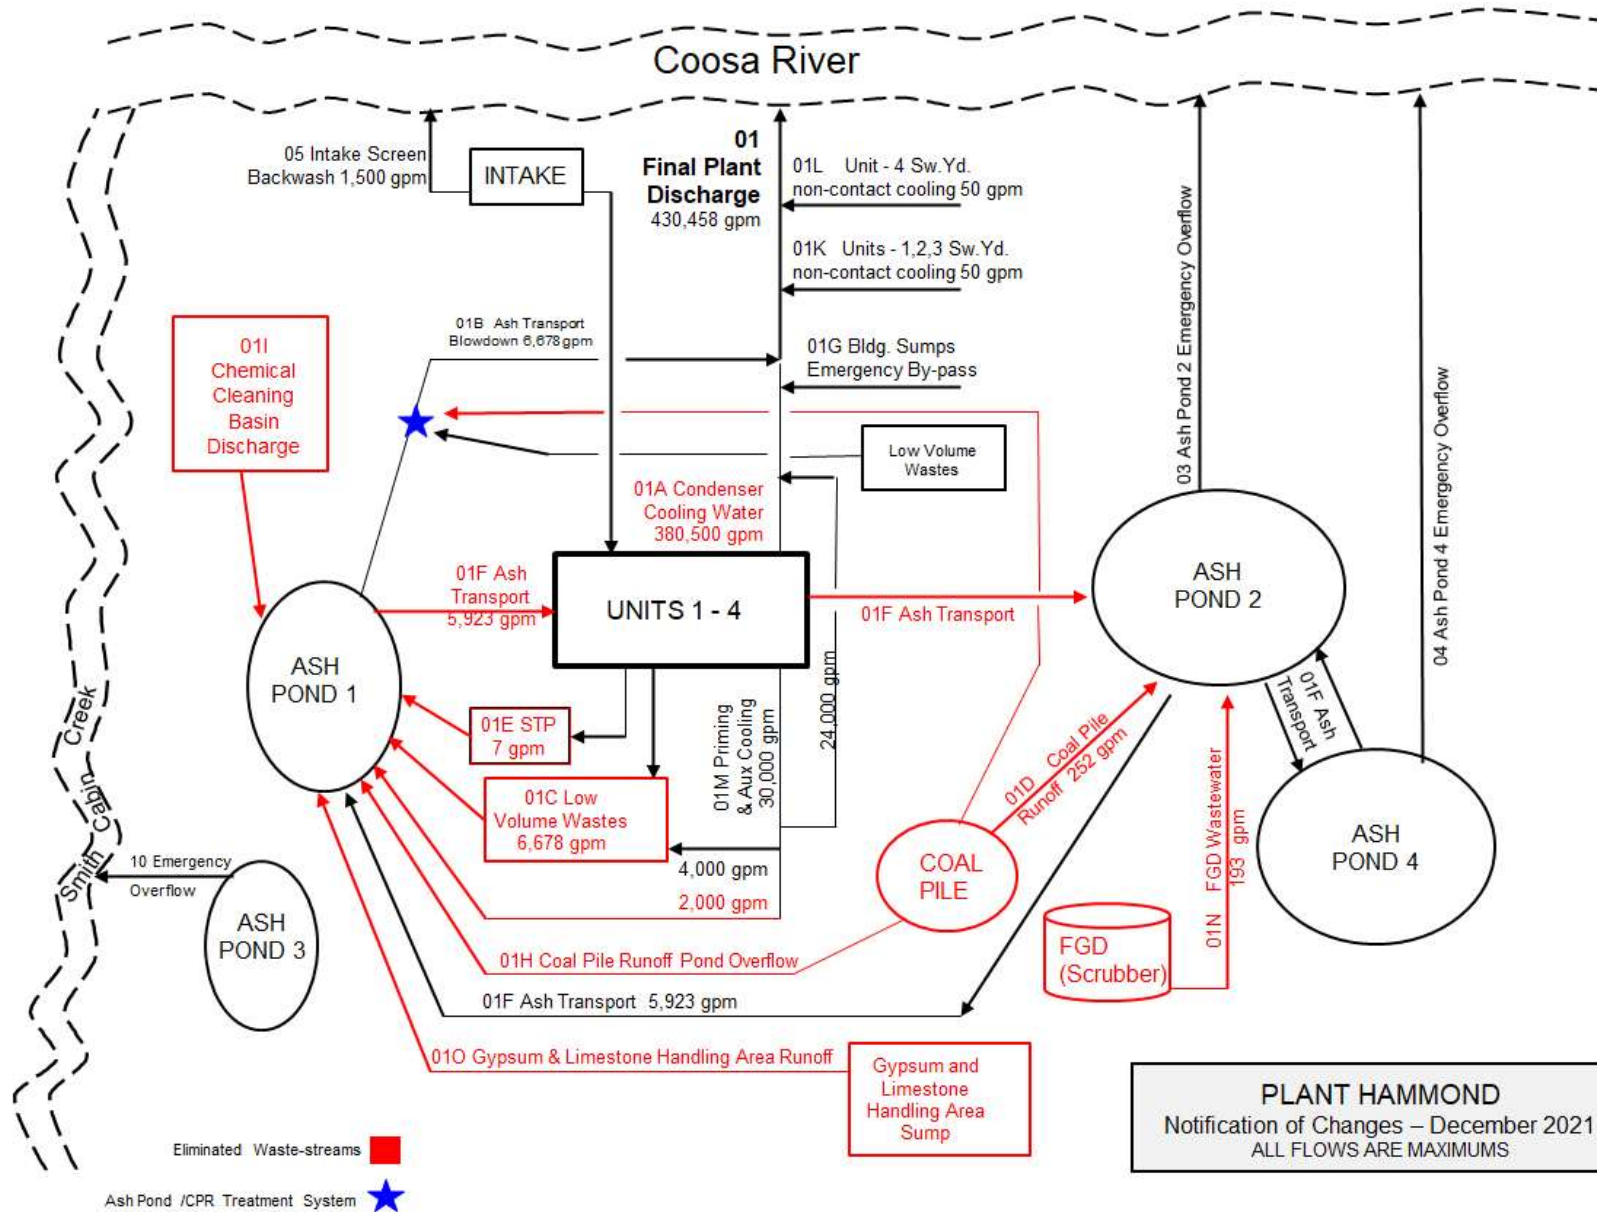 Coosa River
05 Intake Screen
Backwash 1,500 gpm
INTAKE
01
Final Plant
Discharge
430,458 gpm
01L Unit - 4 Sw.Yd.
non-contact cooling 50 gpm
01K Units - 1,2,3 Sw.Yd.
non-contact cooling 50 gpm
01B Ash Transport
Blowdown 6,678gpm
01G Bldg. Sumps
Emergency By-pass
01I
Chemical
Cleaning
Basin
Discharge
Low Volume
Wastes
01A Condenser
Cooling Water
380,500 gpm
03 Ash Pond 2 Emergency Overflow
04 Ash Pond 4 Emergency Overflow
01F Ash
Transport
5,923 gpm
UNITS 1 - 4
01F Ash Transport
ASH
POND 2
ASH
POND 1
01E STP
7 gpm
01M Priming
& Aux Cooling
30,000 gpm
24,000 gpm
01F Ash
Transport
01D Coal Pile
Runoff 252 gpm
01N FGD Wastewater
193 gpm
01C Low
Volume Wastes
6,678 gpm
4,000 gpm
2,000 gpm
COAL
PILE
ASH
POND 4
Smith Cabin Creek
10 Emergency
Overflow
ASH
POND 3
01H Coal Pile Runoff Pond Overflow
FGD
(Scrubber)
01F Ash Transport 5,923 gpm
01O Gypsum & Limestone Handling Area Runoff
Gypsum and
Limestone
Handling Area
Sump
PLANT HAMMOND
Notification of Changes – December 2021
ALL FLOWS ARE MAXIMUMS
Eliminated Waste-streams
Ash Pond /CPR Treatment System